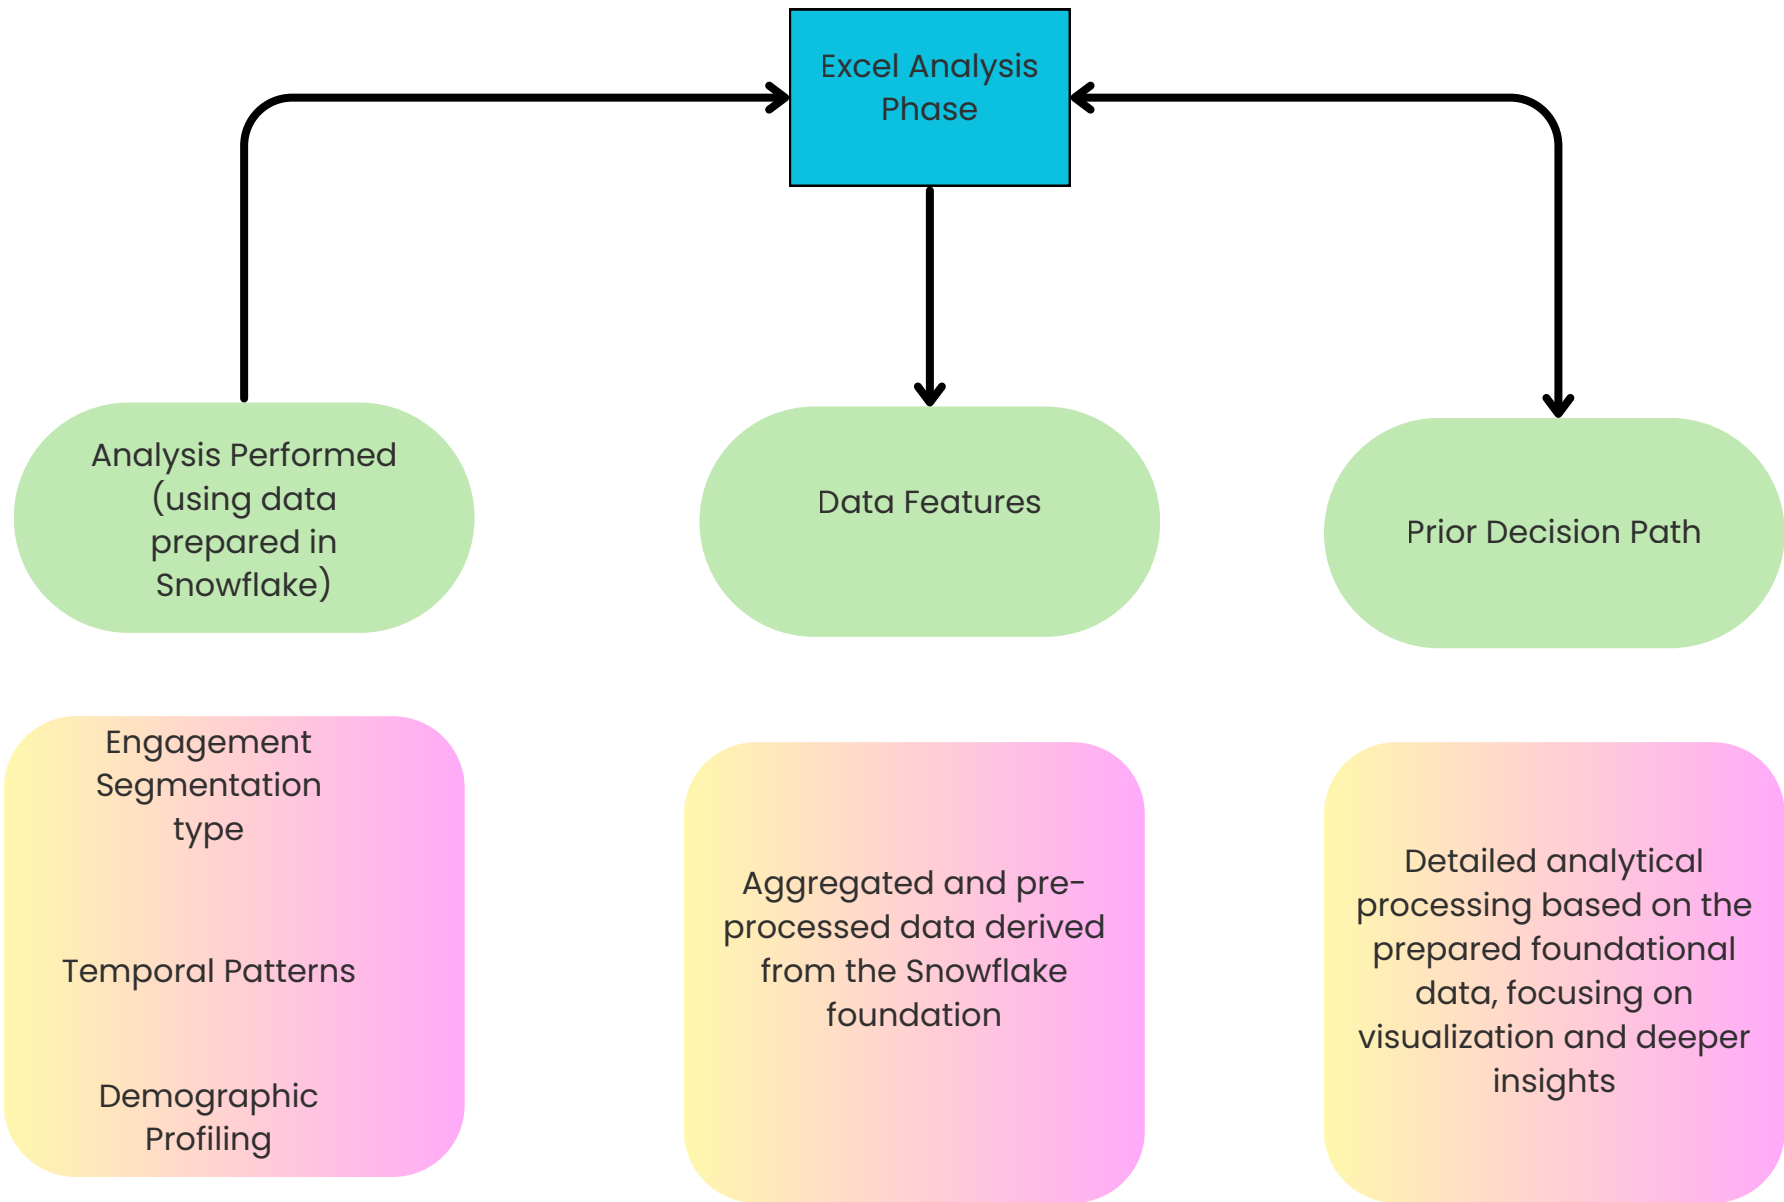 Excel Analysis
Phase
Analysis Performed
(using data
prepared in
Snowflake)
Data Features
Prior Decision Path
Engagement
Segmentation
type
Temporal Patterns
Demographic
Profiling
Aggregated and pre-
processed data derived
from the Snowflake
foundation
Detailed analytical
processing based on the
prepared foundational
data, focusing on
visualization and deeper
insights